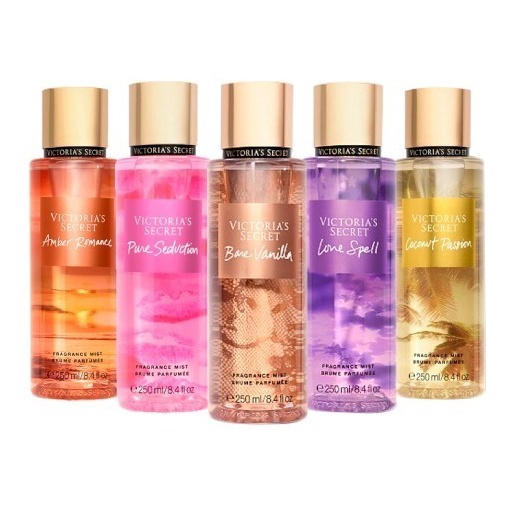 VICTORIA'S SECRET
VICTORIA'S
SECRET
Amber Romance
FRAGRANCE MIST
BRUME PARFUMÉE
e 250 ml/8.4 fl oz
VICTORIA'S SECRET
VICTORIA'S
SECRET
Pure Seduction
FRAGRANCE MIST
BRUME PARFUMÉE
e 250 ml/8.4 fl oz
VICTORIA'S SECRET
VICTORIA'S
SECRET
Bare Vanilla
FRAGRANCE MIST
BRUME PARFUMÉE
e 250 ml/8.4 fl oz
VICTORIA'S SECRET
VICTORIA'S
SECRET
Love Spell
FRAGRANCE MIST
BRUME PARFUMÉE
e 250 ml/8.4 fl oz
VICTORIA'S SECRET
VICTORIA'S
SECRET
Coconut Passion
FRAGRANCE MIST
BRUME PARFUMÉE
e 250 ml/8.4 fl oz